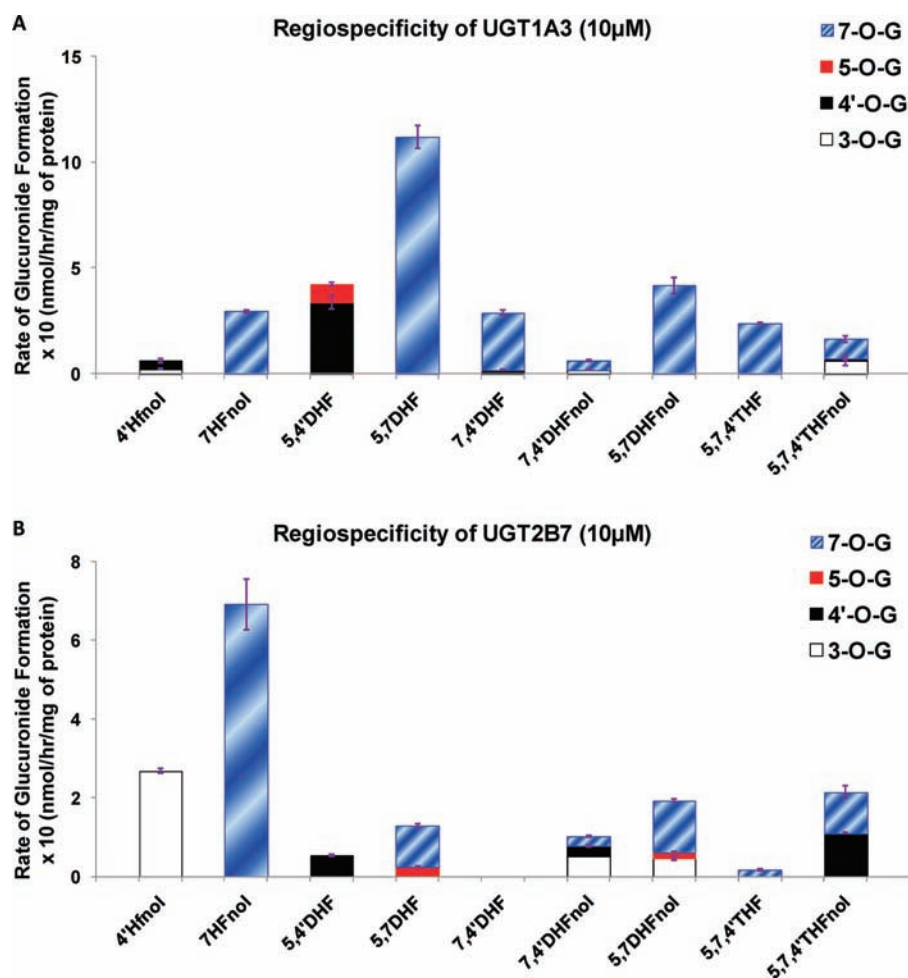 A
Regiospecificity of UGT1A3 (10µM)
7-O-G
5-O-G
4'-O-G
3-O-G
Rate of Glucuronide Formation
x 10 (nmol/hr/mg of protein)
15
10
5
0
4'Hfnol
7HFnol
5,4'DHF
5,7DHF
7,4'DHF
7,4'DHFnol
5,7DHFnol
5,7,4'THF
5,7,4'THFnol
B
Regiospecificity of UGT2B7 (10µM)
7-O-G
5-O-G
4'-O-G
3-O-G
Rate of Glucuronide Formation
x 10 (nmol/hr/mg of protein)
8
6
4
2
0
4'Hfnol
7HFnol
5,4'DHF
5,7DHF
7,4'DHF
7,4'DHFnol
5,7DHFnol
5,7,4'THF
5,7,4'THFnol